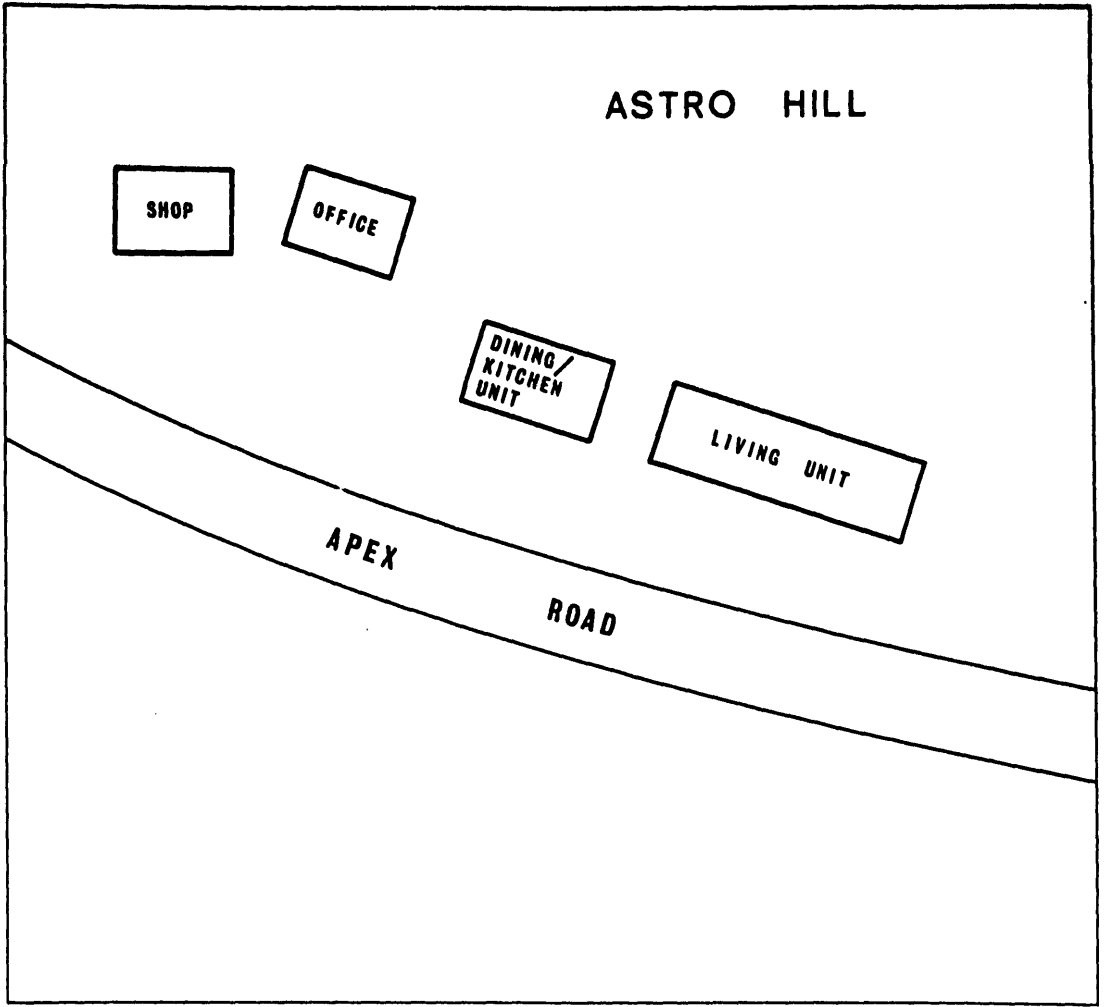 ASTRO HILL
SHOP
OFFICE
DINING/
KITCHEN
UNIT
LIVING UNIT
APEX ROAD